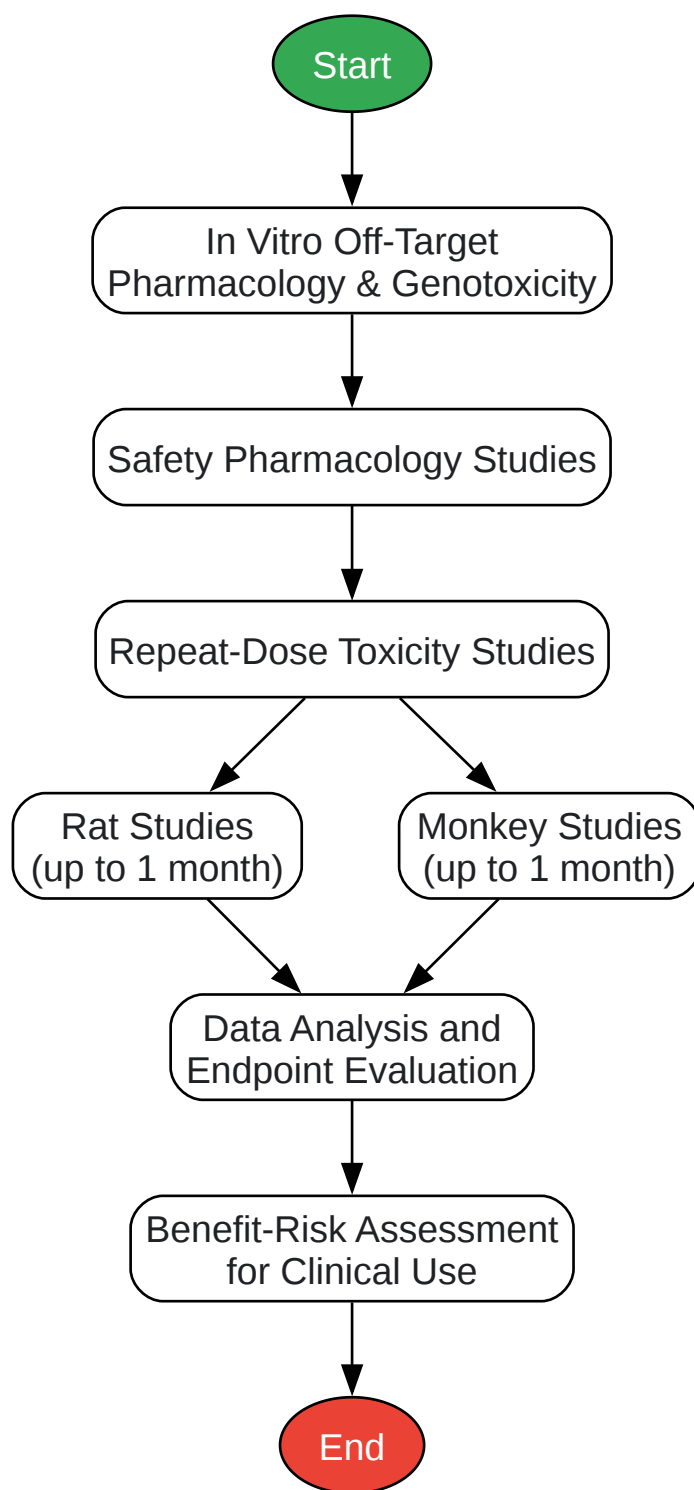 Start
In Vitro Off-Target
Pharmacology & Genotoxicity
Safety Pharmacology Studies
Repeat-Dose Toxicity Studies
Rat Studies
(up to 1 month)
Monkey Studies
(up to 1 month)
Data Analysis and
Endpoint Evaluation
Benefit-Risk Assessment
for Clinical Use
End